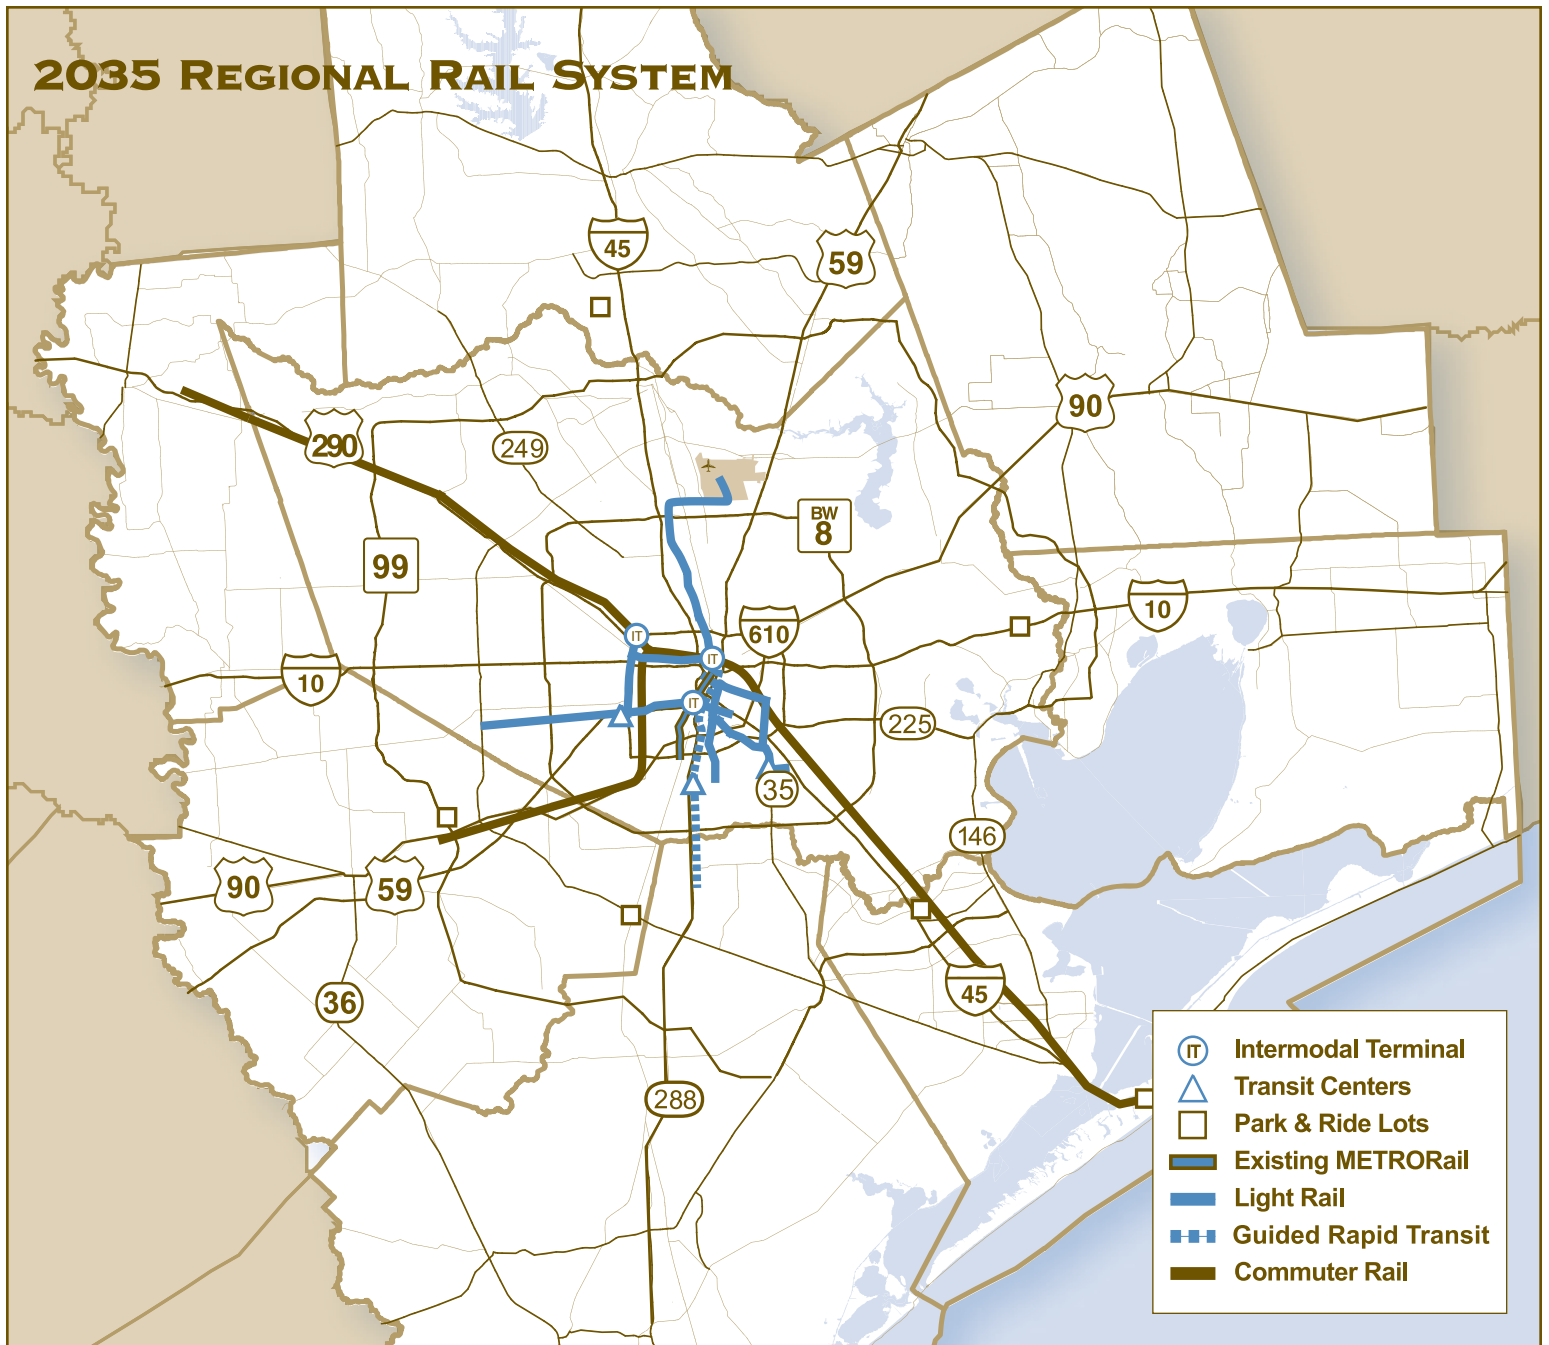 2035 REGIONAL RAIL SYSTEM
45
59
90
290
249
BW
8
99
10
IT
610
IT
10
IT
225
35
146
90
59
45
36
288
IT Intermodal Terminal
Transit Centers
Park & Ride Lots
Existing METRORail
Light Rail
Guided Rapid Transit
Commuter Rail